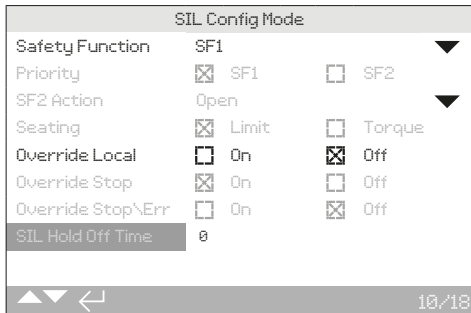 SIL Config Mode
Safety Function SF1
Priority SF1 SF2
SF2 Action Open
Seating Limit Torque
Override Local On Off
Override Stop On Off
Override Stop\Err On Off
SIL Hold Off Time 0
10/18